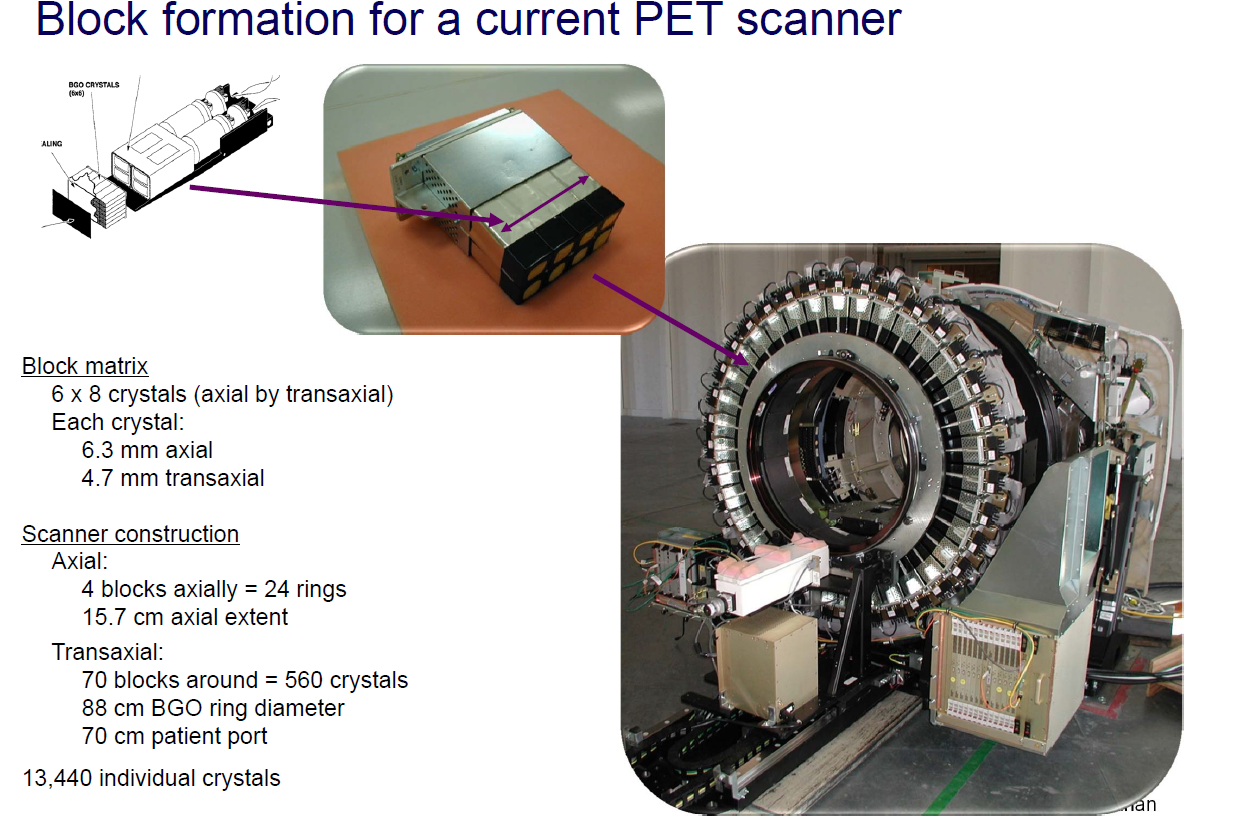 Block formation for a current PET scanner
BGO CRYSTALS
(6x6)
ALING
Block matrix
6 x 8 crystals (axial by transaxial)
Each crystal:
6.3 mm axial
4.7 mm transaxial
Scanner construction
Axial:
4 blocks axially = 24 rings
15.7 cm axial extent
Transaxial:
70 blocks around = 560 crystals
88 cm BGO ring diameter
70 cm patient port
13,440 individual crystals